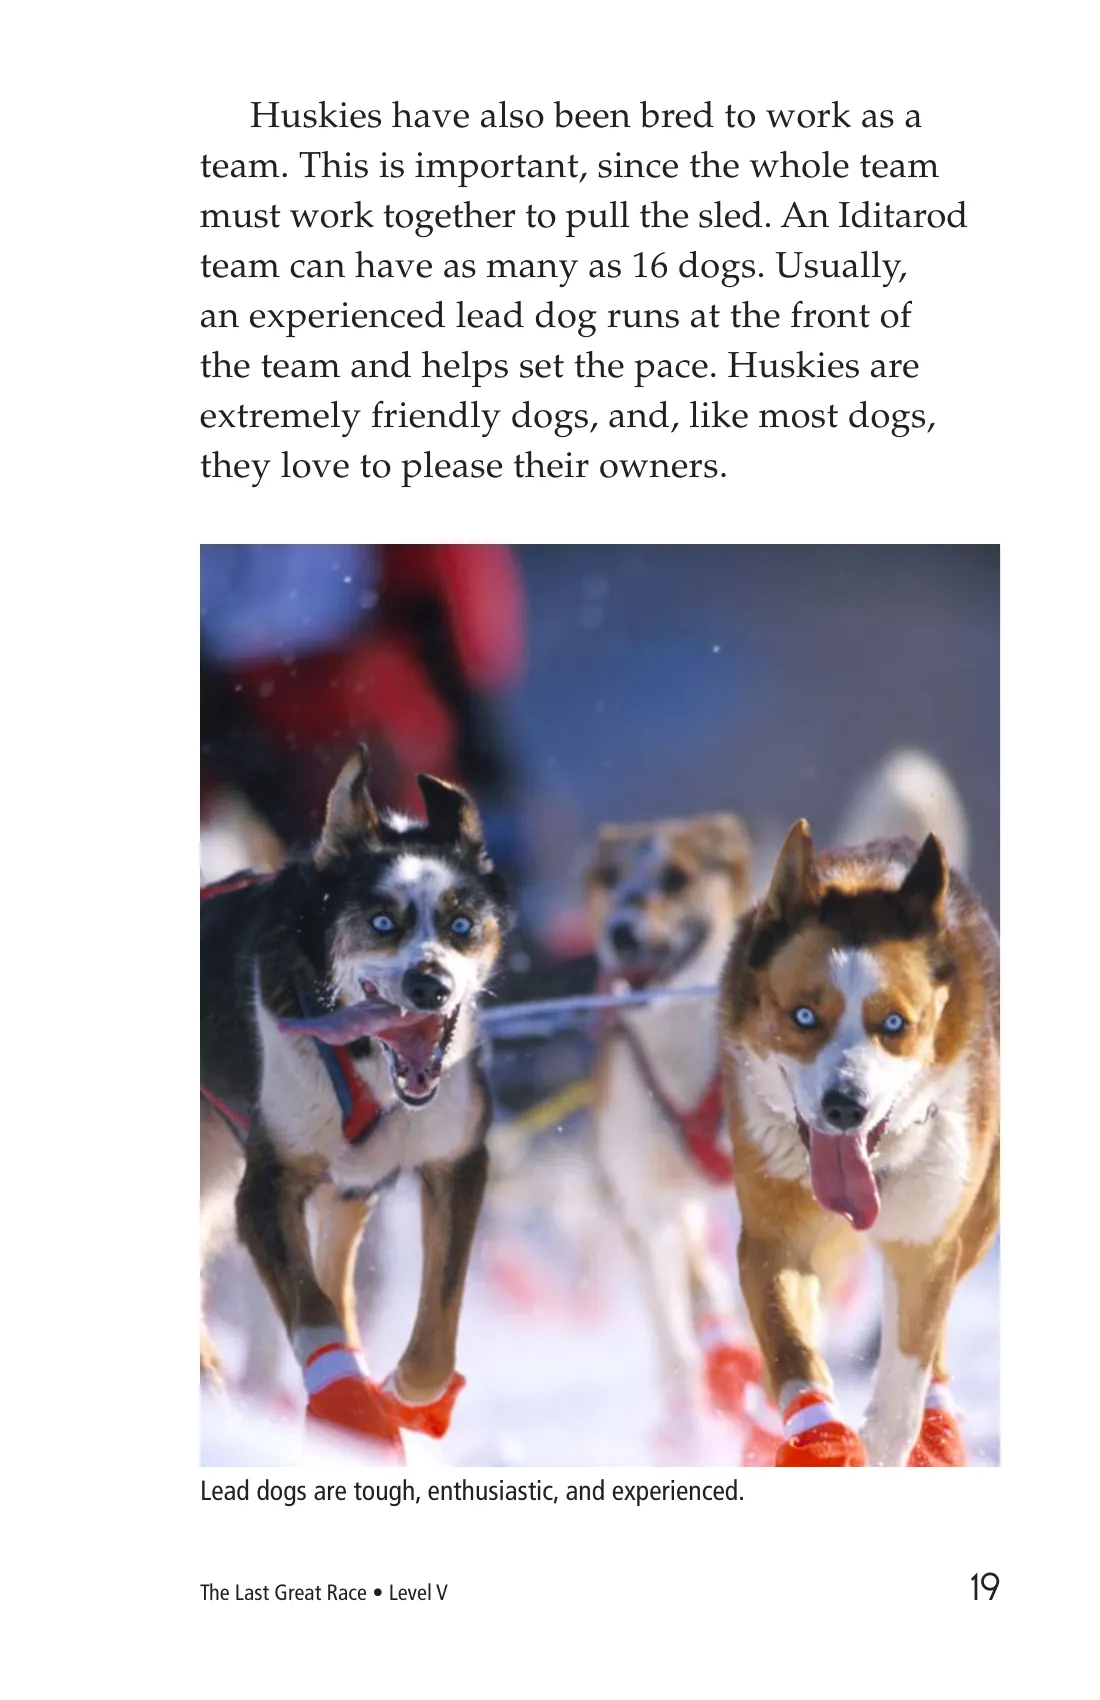 Huskies have also been bred to work as a
team. This is important, since the whole team
must work together to pull the sled. An Iditarod
team can have as many as 16 dogs. Usually,
an experienced lead dog runs at the front of
the team and helps set the pace. Huskies are
extremely friendly dogs, and, like most dogs,
they love to please their owners.
Lead dogs are tough, enthusiastic, and experienced.
The Last Great Race • Level V
19